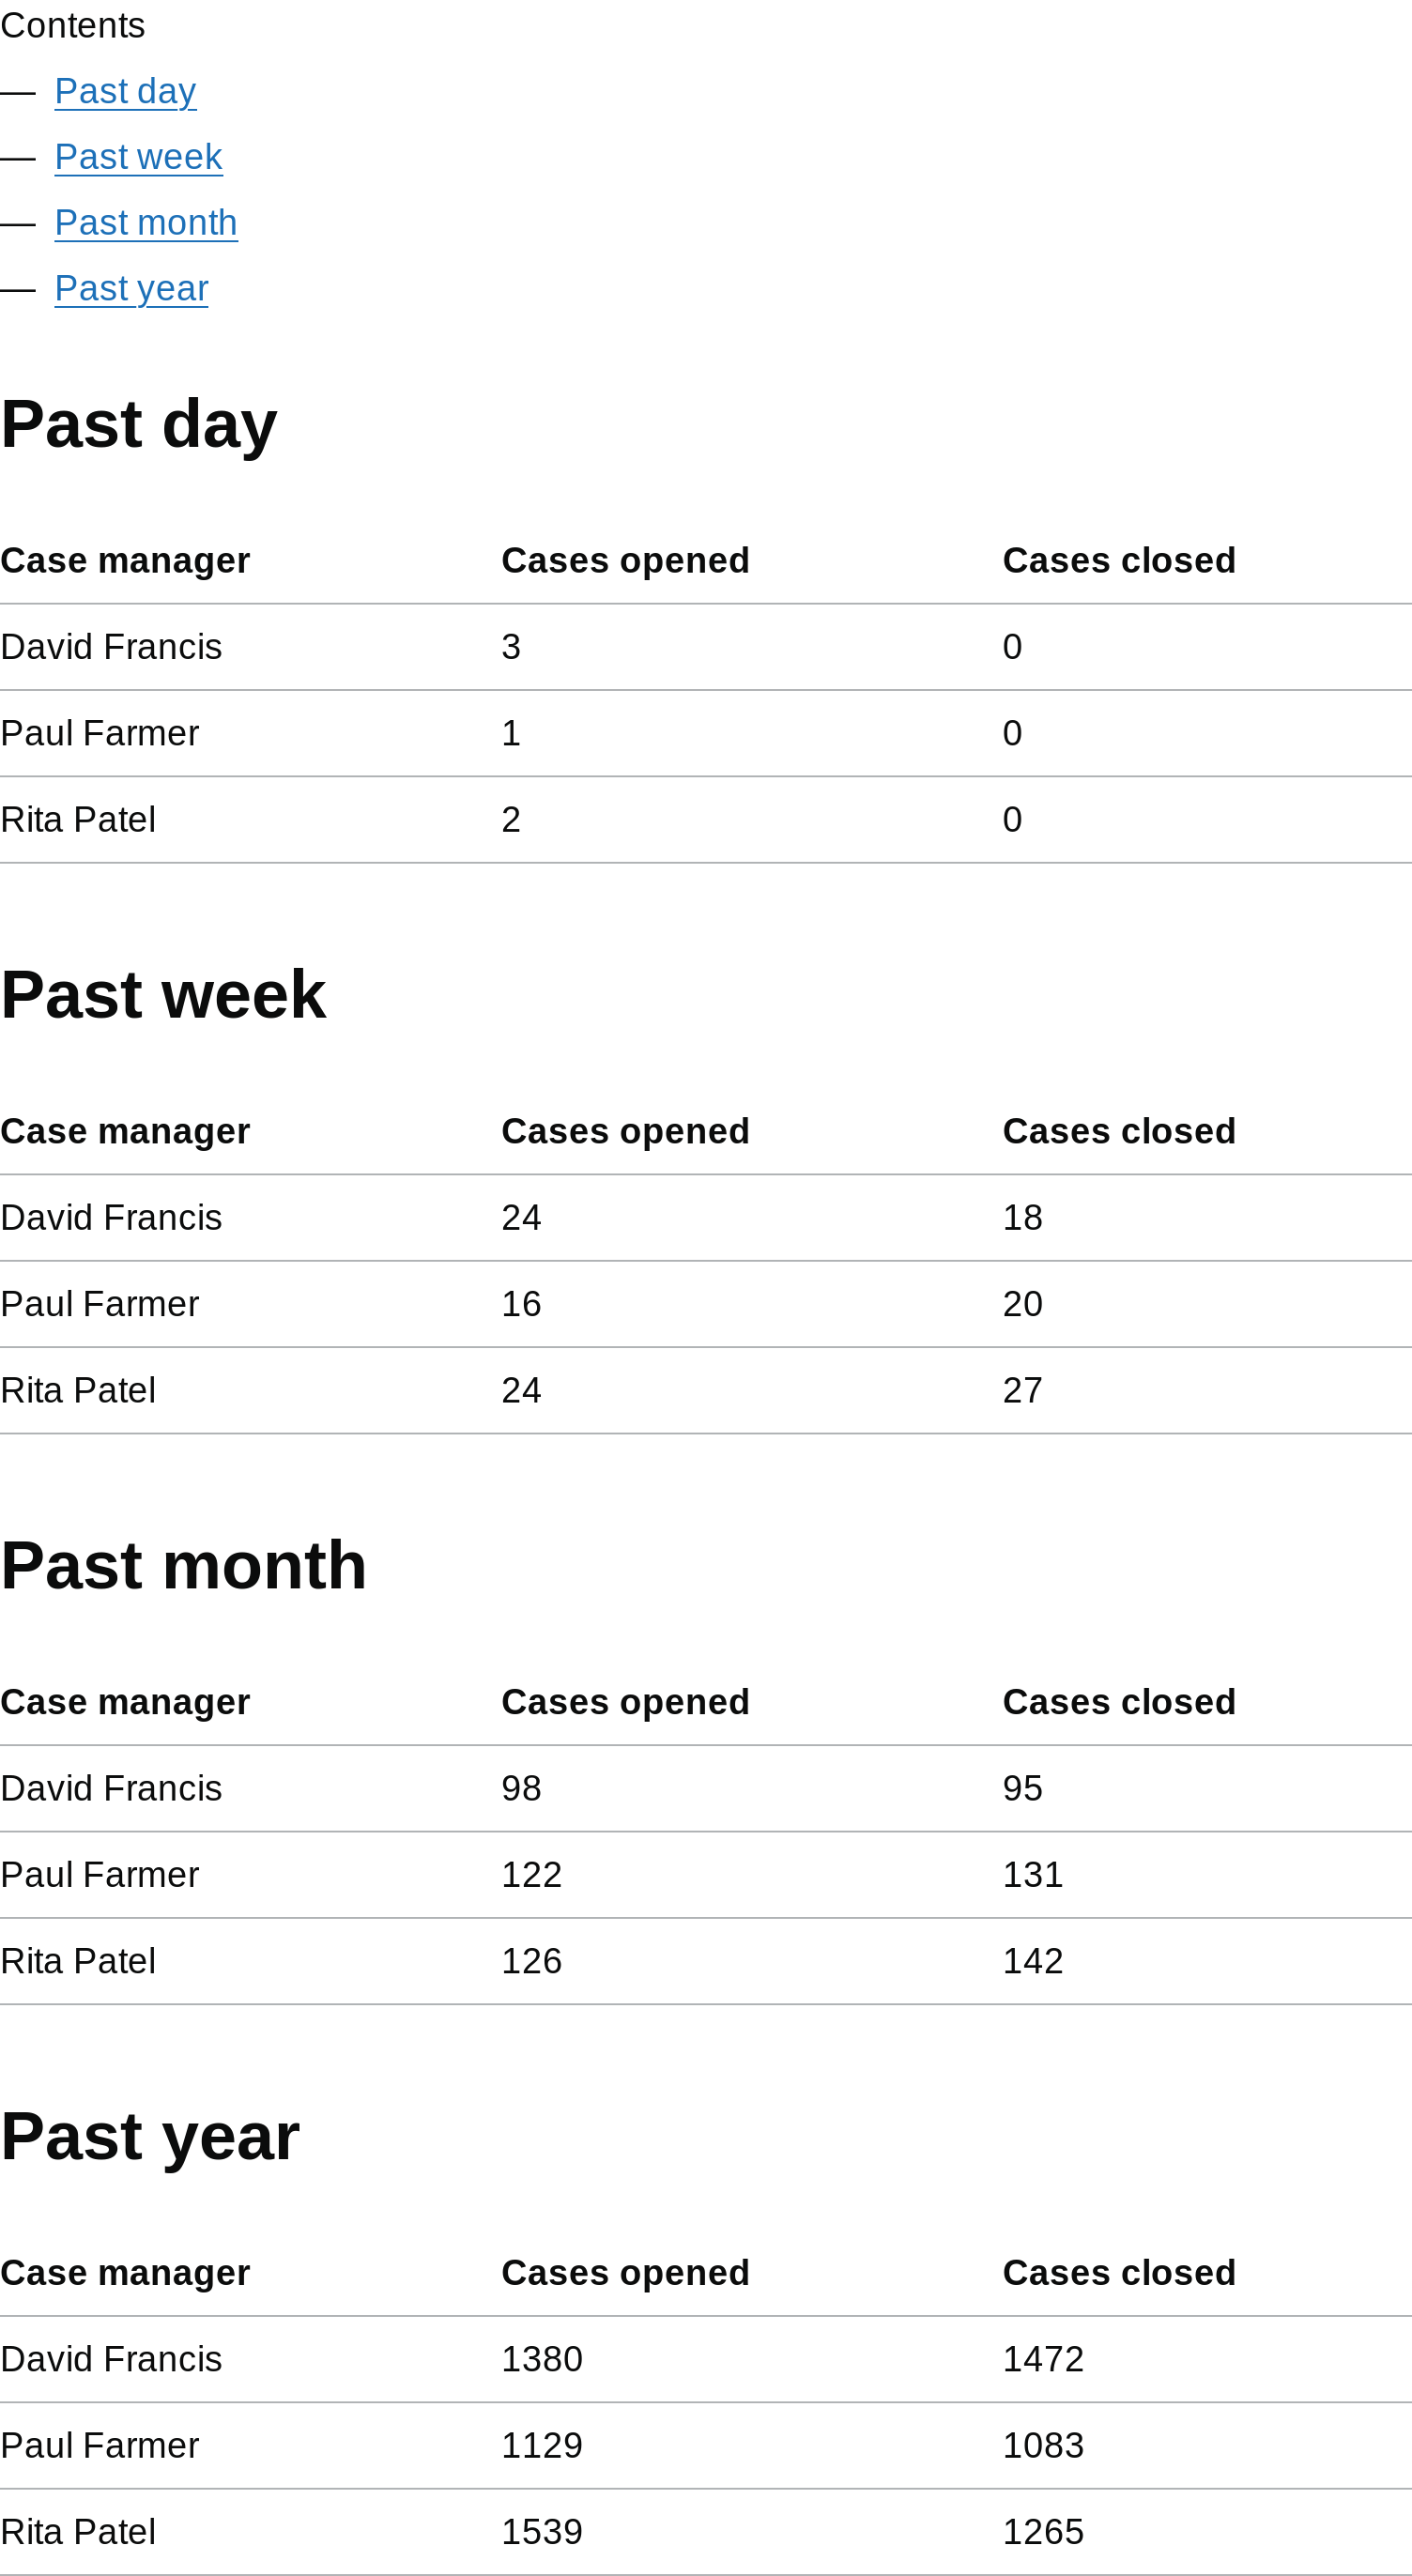 Contents
— Past day
— Past week
— Past month
— Past year
Past day
Case manager Cases opened Cases closed
David Francis 3 0
Paul Farmer 1 0
Rita Patel 2 0
Past week
Case manager Cases opened Cases closed
David Francis 24 18
Paul Farmer 16 20
Rita Patel 24 27
Past month
Case manager Cases opened Cases closed
David Francis 98 95
Paul Farmer 122 131
Rita Patel 126 142
Past year
Case manager Cases opened Cases closed
David Francis 1380 1472
Paul Farmer 1129 1083
Rita Patel 1539 1265